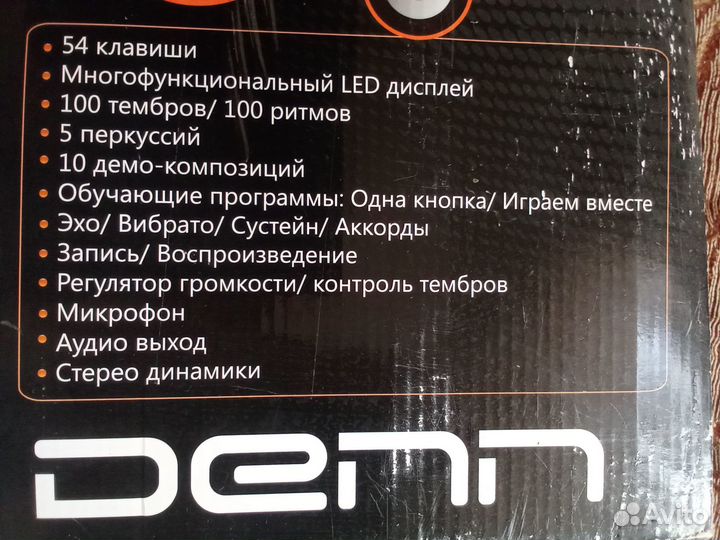 54 клавиши
Многофункциональный LED дисплей
100 тембров/ 100 ритмов
5 перкуссий
10 демо-композиций
Обучающие программы: Одна кнопка/ Играем вместе
Эхо/ Вибрато/ Сустейн/ Аккорды
Запись/ Воспроизведение
Регулятор громкости/ контроль тембров
Микрофон
Аудио выход
Стерео динамики
DENN
Avito